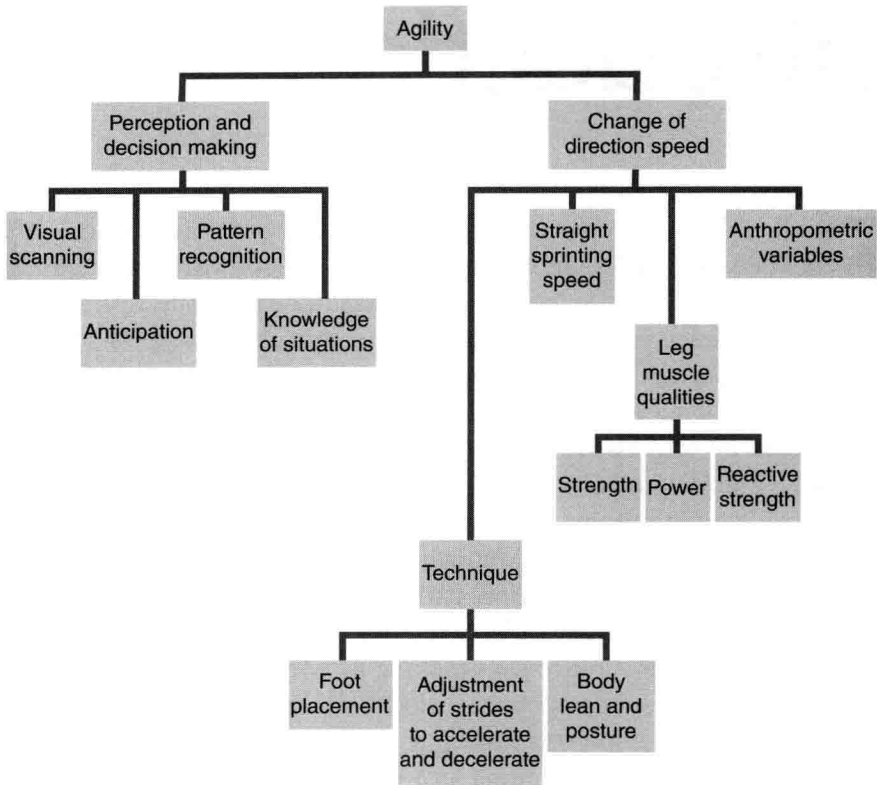 Agility
Perception and
decision making
Change of
direction speed
Visual
scanning
Pattern
recognition
Straight
sprinting
speed
Anthropometric
variables
Anticipation
Knowledge
of situations
Leg
muscle
qualities
Strength
Power
Reactive
strength
Technique
Foot
placement
Adjustment
of strides
to accelerate
and decelerate
Body
lean and
posture